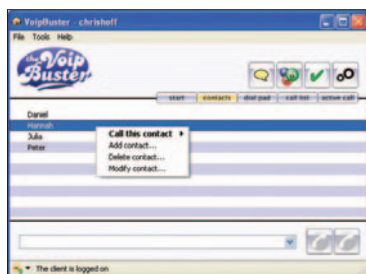 VoipBuster - chrishoff
File Tools Help
the Voip
Buster
start contacts dial pad call list active call
Daniel
Hannah
Julia
Peter
Call this contact
Add contact...
Delete contact...
Modify contact...
The client is logged on